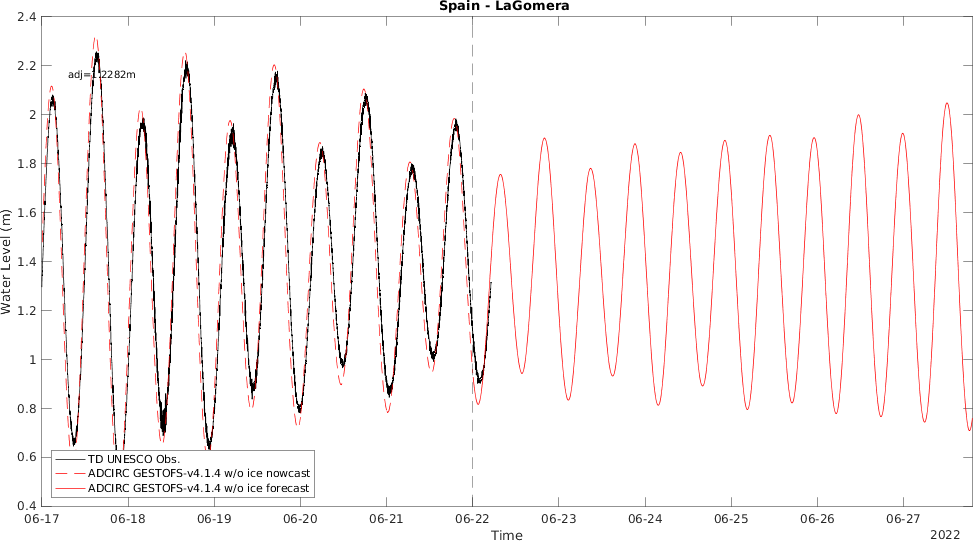 Spain - LaGomera
2.4
2.2
2
1.8
1.6
1.4
1.2
1
0.8
0.6
0.4
Water Level (m)
adj=1.2282m
TD UNESCO Obs.
ADCIRC GESTOFS-v4.1.4 w/o ice nowcast
ADCIRC GESTOFS-v4.1.4 w/o ice forecast
06-17 06-18 06-19 06-20 06-21 06-22 06-23 06-24 06-25 06-26 06-27
Time
2022